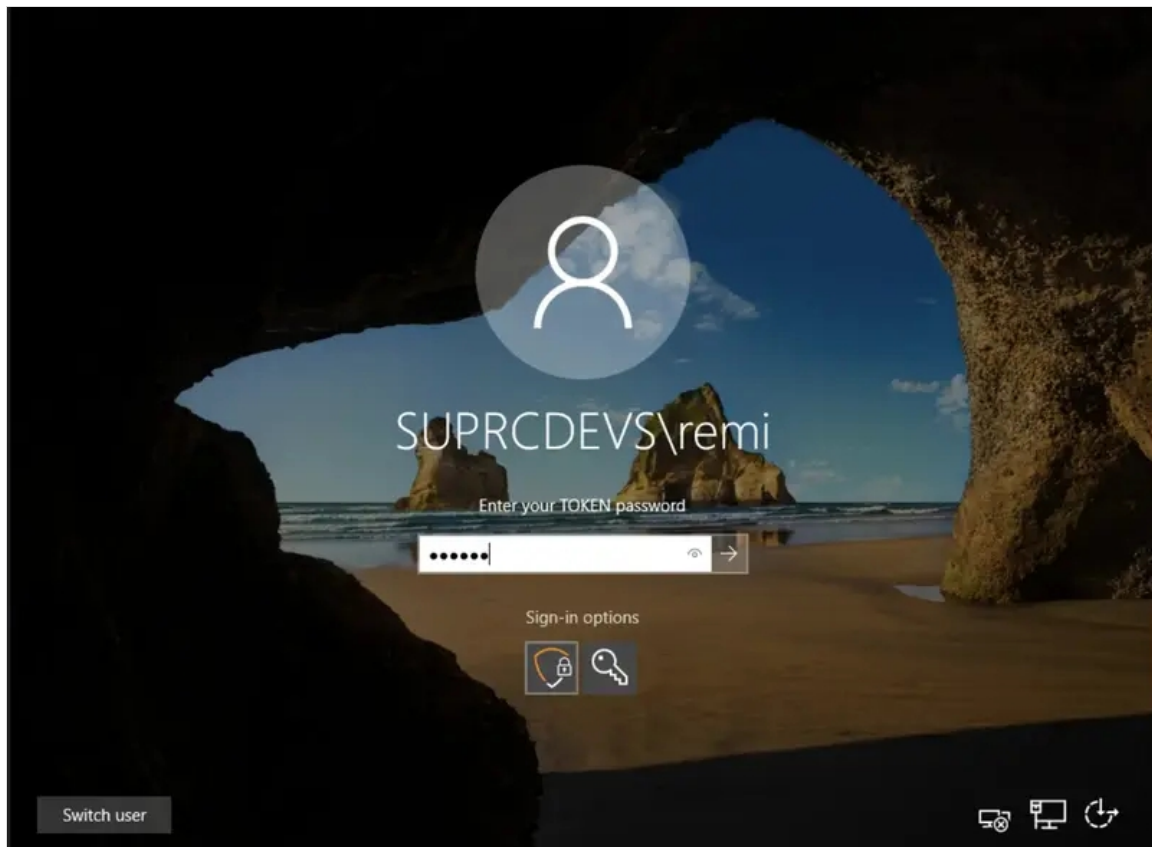 SUPRCDEVS\remi
Enter your TOKEN password
••••••
Sign-in options
Switch user